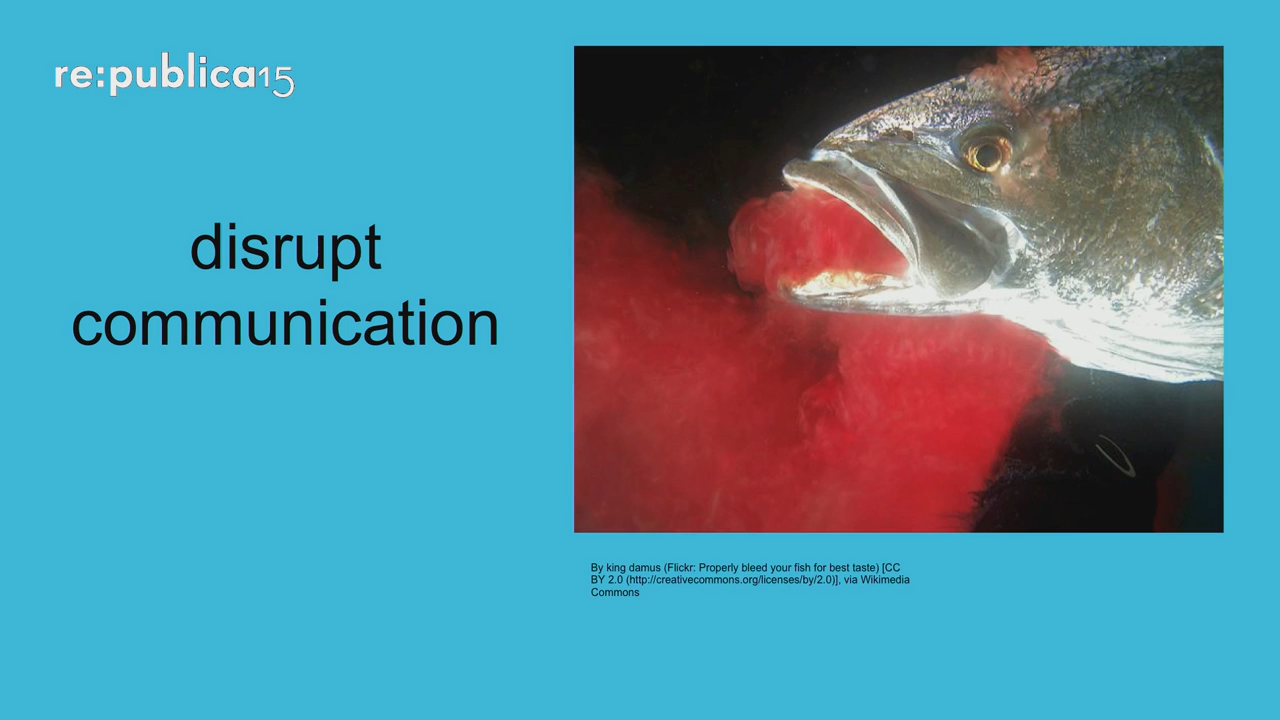 re:publica15
disrupt
communication
By king damus (Flickr: Properly bleed your fish for best taste) [CC
BY 2.0 (http://creativecommons.org/licenses/by/2.0)], via Wikimedia
Commons